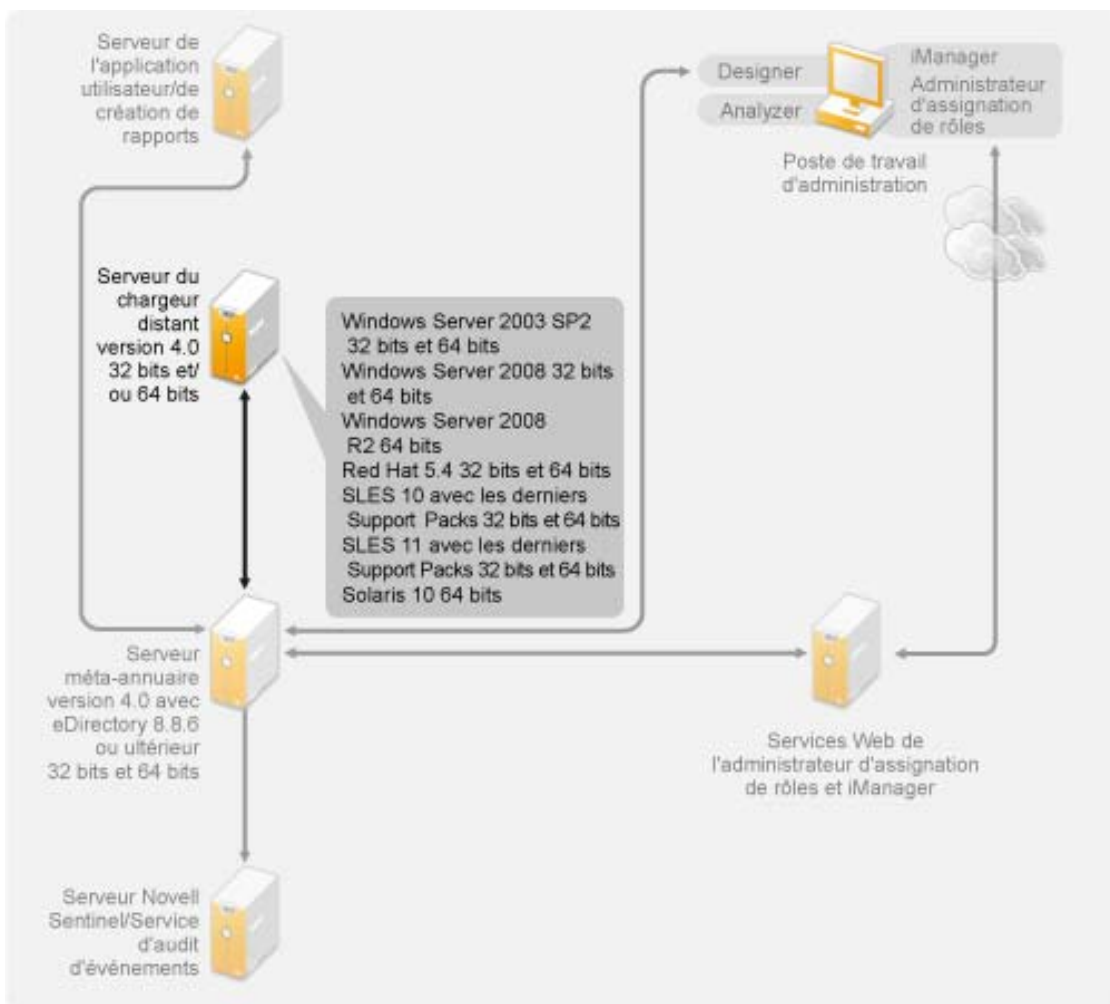 Serveur de
l'application
utilisateur/de
création de
rapports
Designer
Analyzer
iManager
Administrateur
d'assignation
de rôles
Poste de travail
d'administration
Serveur du
chargeur
distant
version 4.0
32 bits et/
ou 64 bits
Windows Server 2003 SP2
32 bits et 64 bits
Windows Server 2008 32 bits
et 64 bits
Windows Server 2008
R2 64 bits
Red Hat 5.4 32 bits et 64 bits
SLES 10 avec les derniers
Support Packs 32 bits et 64 bits
SLES 11 avec les derniers
Support Packs 32 bits et 64 bits
Solaris 10 64 bits
Serveur
méta-annuaire
version 4.0 avec
eDirectory 8.8.6
ou ultérieur
32 bits et 64 bits
Services Web de
l'administrateur d'assignation
de rôles et iManager
Serveur Novell
Sentinel/Service
d'audit
d'événements